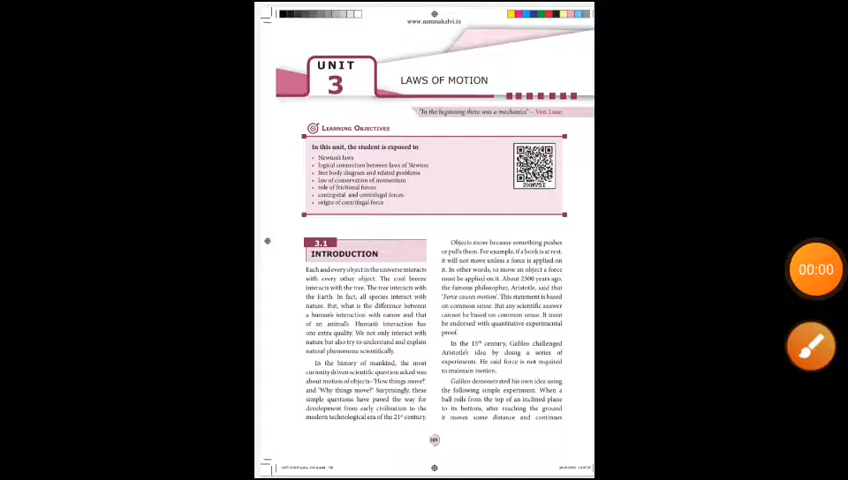 www.nammakalvi.in
UNIT
3
LAWS OF MOTION
"In the beginning there was a mechanics" – Von Laue
LEARNING OBJECTIVES
In this unit, the student is exposed to
• Newton's laws
• logical connection between laws of Newton
• free body diagram and related problems
• law of conservation of momentum
• role of frictional forces
• centripetal and centrifugal forces
• origin of centrifugal force
3.1
INTRODUCTION
Each and every object in the universe interacts
with every other object. The cool breeze
interacts with the tree. The tree interacts with
the Earth. In fact, all species interact with
nature. But, what is the difference between
a human's interaction with nature and that
of an animal's. Human's interaction has
one extra quality. We not only interact with
nature but also try to understand and explain
natural phenomena scientifically.
In the history of mankind, the most
curiosity driven scientific question asked was
about motion of objects–'How things move?'
and 'Why things move?' Surprisingly, these
simple questions have paved the way for
development from early civilization to the
modern technological era of the 21st century.
Objects move because something pushes
or pulls them. For example, if a book is at rest,
it will not move unless a force is applied on
it. In other words, to move an object a force
must be applied on it. About 2500 years ago,
the famous philosopher, Aristotle, said that
'Force causes motion'. This statement is based
on common sense. But any scientific answer
cannot be based on common sense. It must
be endorsed with quantitative experimental
proof.
In the 15th century, Galileo challenged
Aristotle's idea by doing a series of
experiments. He said force is not required
to maintain motion.
Galileo demonstrated his own idea using
the following simple experiment. When a
ball rolls from the top of an inclined plane
to its bottom, after reaching the ground
it moves some distance and continues
00:00